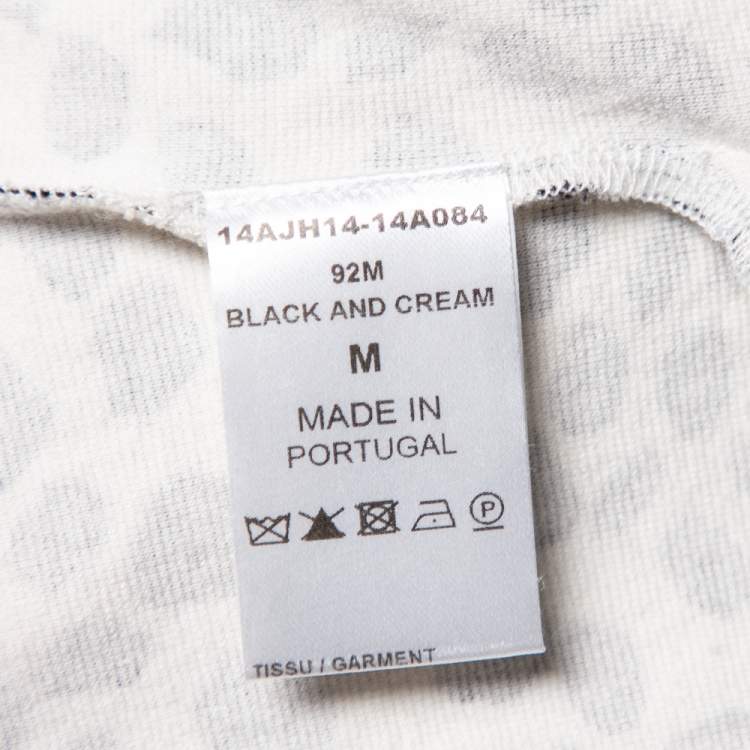 14AJH14-14A084
92M
BLACK AND CREAM
M
MADE IN
PORTUGAL
P
TISSU / GARMENT